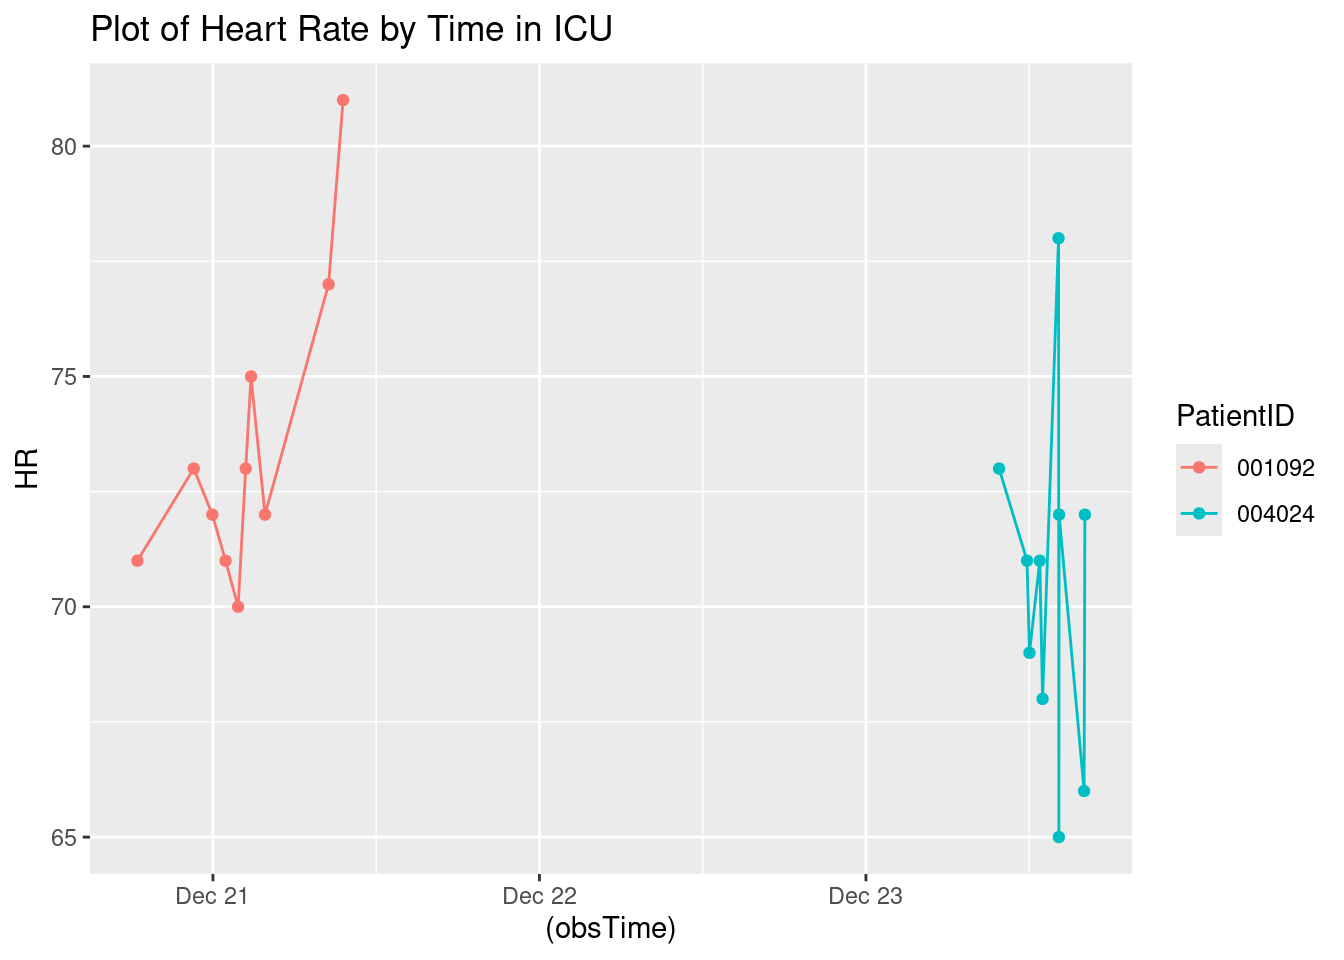 Plot of Heart Rate by Time in ICU
80
75
70
65
HR
Dec 21
Dec 22
Dec 23
(obsTime)
PatientID
001092
004024